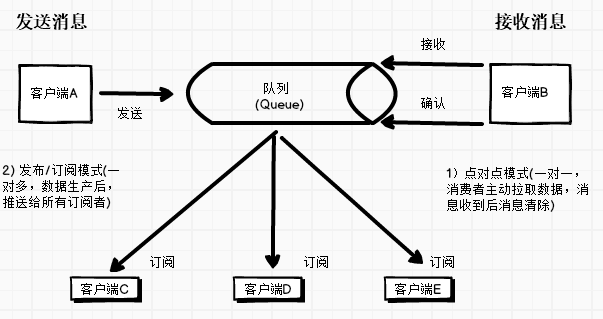 发送消息
接收消息
接收
客户端A
队列
(Queue)
客户端B
发送
确认
2) 发布/订阅模式(一
对多，数据生产后，
推送给所有订阅者)
1）点对点模式(一对一，
消费者主动拉取数据，消
息收到后消息清除)
订阅
订阅
订阅
客户端C
客户端D
客户端E